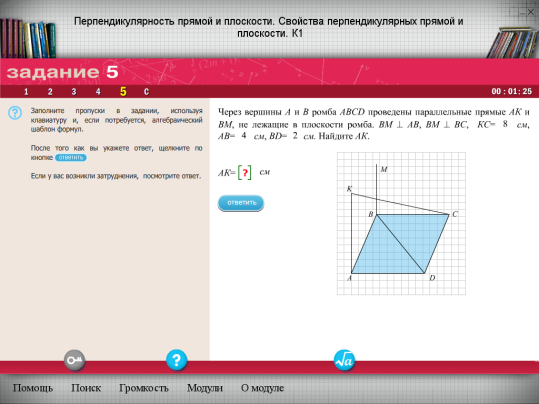 Перпендикулярность прямой и плоскости. Свойства перпендикулярных прямой и
плоскости. К1
задание 5
1 2 3 4 5 С
00 : 01 : 25
Заполните пропуски в задании, используя
клавиатуру и, если потребуется, алгебраический
шаблон формул.
После того как вы укажете ответ, щелкните по
кнопке ответить
Если у вас возникли затруднения, посмотрите ответ.
Через вершины A и B ромба ABCD проведены параллельные прямые AK и
BM, не лежащие в плоскости ромба. BM ⊥ AB, BM ⊥ BC, KC= 8 см,
AB= 4 см, BD= 2 см. Найдите AK.
AK= [?] см
ответить
M
K
B
C
A
D
?
√a
Помощь Поиск Громкость Модули О модуле